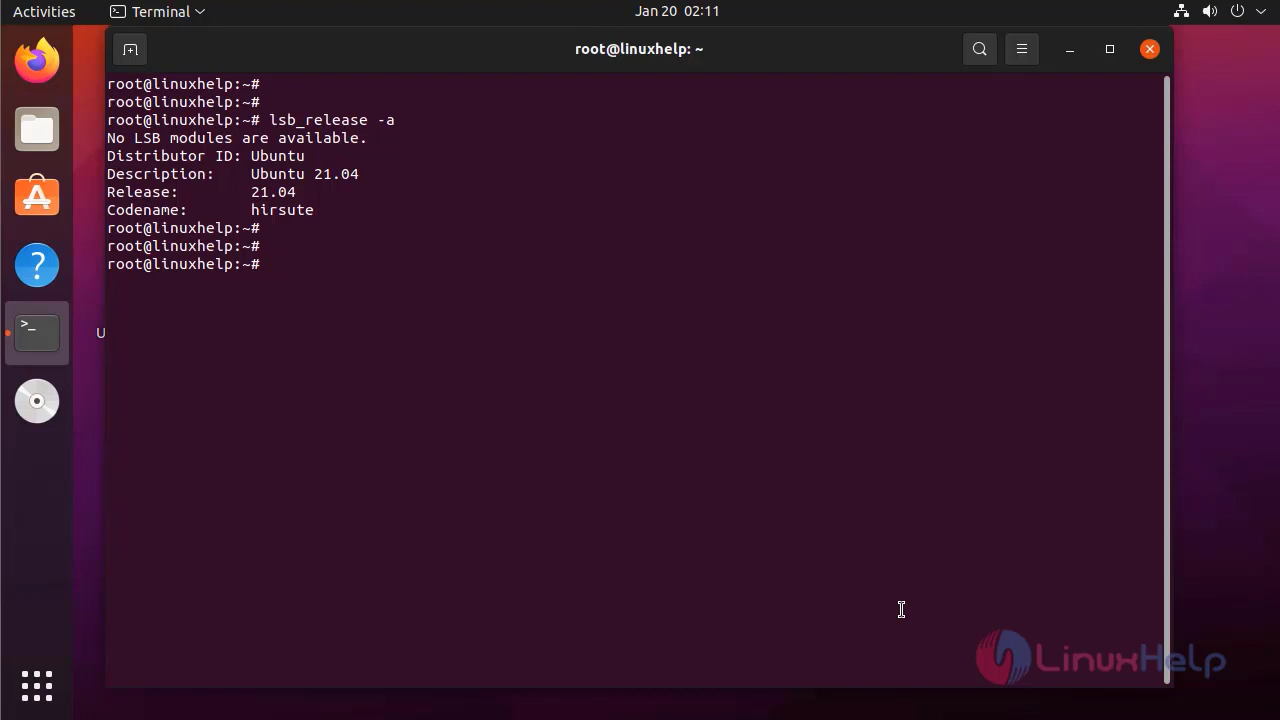 Activities
Terminal
Jan 20 02:11
root@linuxhelp: ~
root@linuxhelp:~#
root@linuxhelp:~#
root@linuxhelp:~# lsb_release -a
No LSB modules are available.
Distributor ID: Ubuntu
Description:    Ubuntu 21.04
Release:        21.04
Codename:       hirsute
root@linuxhelp:~#
root@linuxhelp:~#
root@linuxhelp:~#
>_
U
LinuxHelp